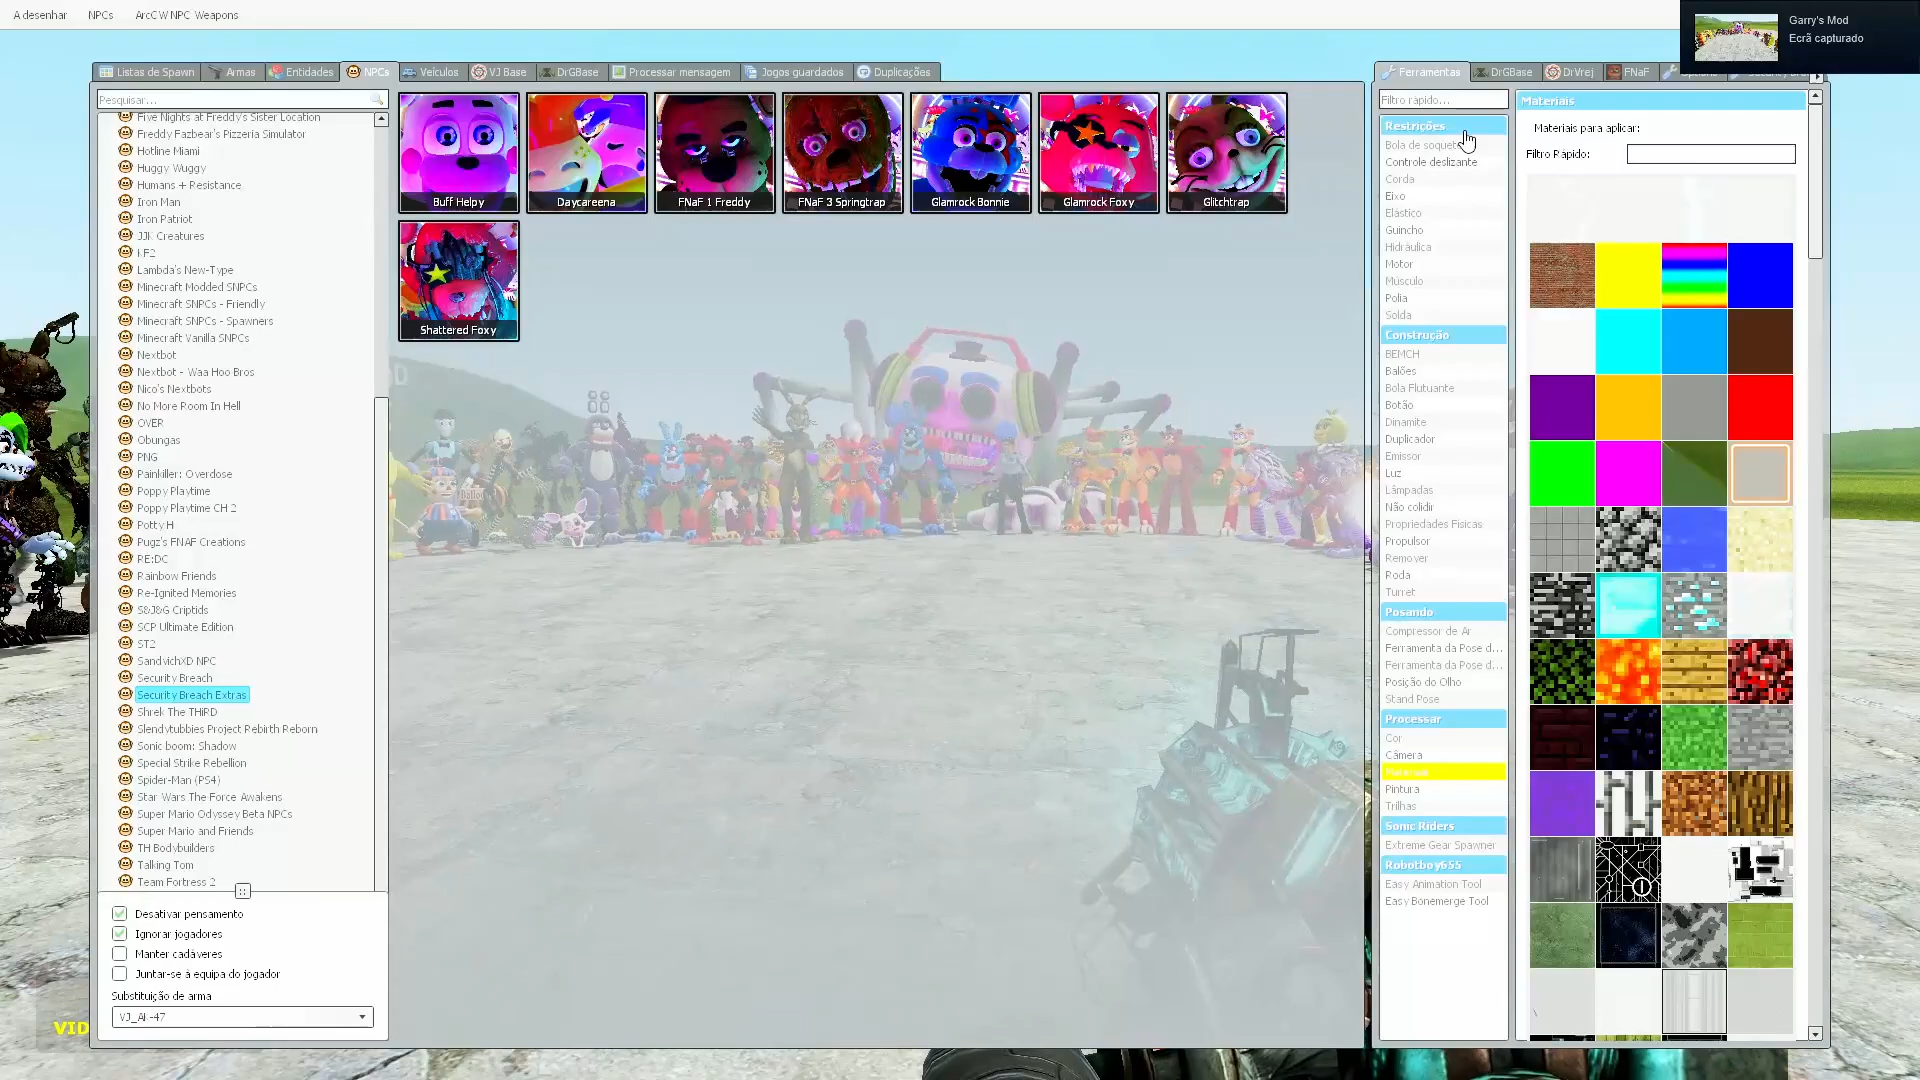 A desenhar
NPCs
ArcCW NPC Weapons
Garry's Mod
Ecrã capturado
Listas de Spawn
Armas
Entidades
NPCs
Veículos
VJ Base
DrGBase
Processar mensagem
Jogos guardados
Duplicações
Ferramentas
DrGBase
DrVrej
FNaF
Pesquisar...
Five Nights at Freddy's Sister Location
Freddy Fazbear's Pizzeria Simulator
Hotline Miami
Huggy Wuggy
Humans + Resistance
Iron Man
Iron Patriot
JJK Creatures
KF2
Lambda's New-Type
Minecraft Modded SNPCs
Minecraft SNPCs - Friendly
Minecraft SNPCs - Spawners
Minecraft Vanilla SNPCs
Nextbot
Nextbot - Waa Hoo Bros
Nico's Nextbots
No More Room In Hell
OVER
Obungas
PNG
Painkiller: Overdose
Poppy Playtime
Poppy Playtime CH 2
Potty H
Pugz's FNAF Creations
RE:DC
Rainbow Friends
Re-Ignited Memories
S&J&G Criptids
SCP Ultimate Edition
ST2
SandvichXD NPC
Security Breach
Security Breach Extras
Shrek The THiRD
Slendytubbies Project Rebirth Reborn
Sonic boom: Shadow
Special Strike Rebellion
Spider-Man (PS4)
Star Wars The Force Awakens
Super Mario Odyssey Beta NPCs
Super Mario and Friends
TH Bodybuilders
Talking Tom
Team Fortress 2
Desativar pensamento
Ignorar jogadores
Manter cadáveres
Juntar-se à equipa do jogador
Substituição de arma
VJ_AK-47
VID
Buff Helpy
Daycareena
FNaF 1 Freddy
FNaF 3 Springtrap
Glamrock Bonnie
Glamrock Foxy
Glitchtrap
Shattered Foxy
Filtro rápido...
Restrições
Bola de soquet
Controle deslizante
Corda
Eixo
Elástico
Guincho
Hidráulica
Motor
Músculo
Polia
Solda
Construção
BEMCH
Balões
Bola Flutuante
Botão
Dinamite
Duplicador
Emissor
Luz
Lâmpadas
Não colidir
Propriedades Físicas
Propulsor
Remover
Roda
Turret
Posando
Compressor de Ar
Ferramenta da Pose d...
Ferramenta da Pose d...
Posição do Olho
Stand Pose
Processar
Cor
Câmera
Pintura
Trilhas
Sonic Riders
Extreme Gear Spawner
Robotboy655
Easy Animation Tool
Easy Bonemerge Tool
Materiais
Materiais para aplicar:
Filtro Rápido: